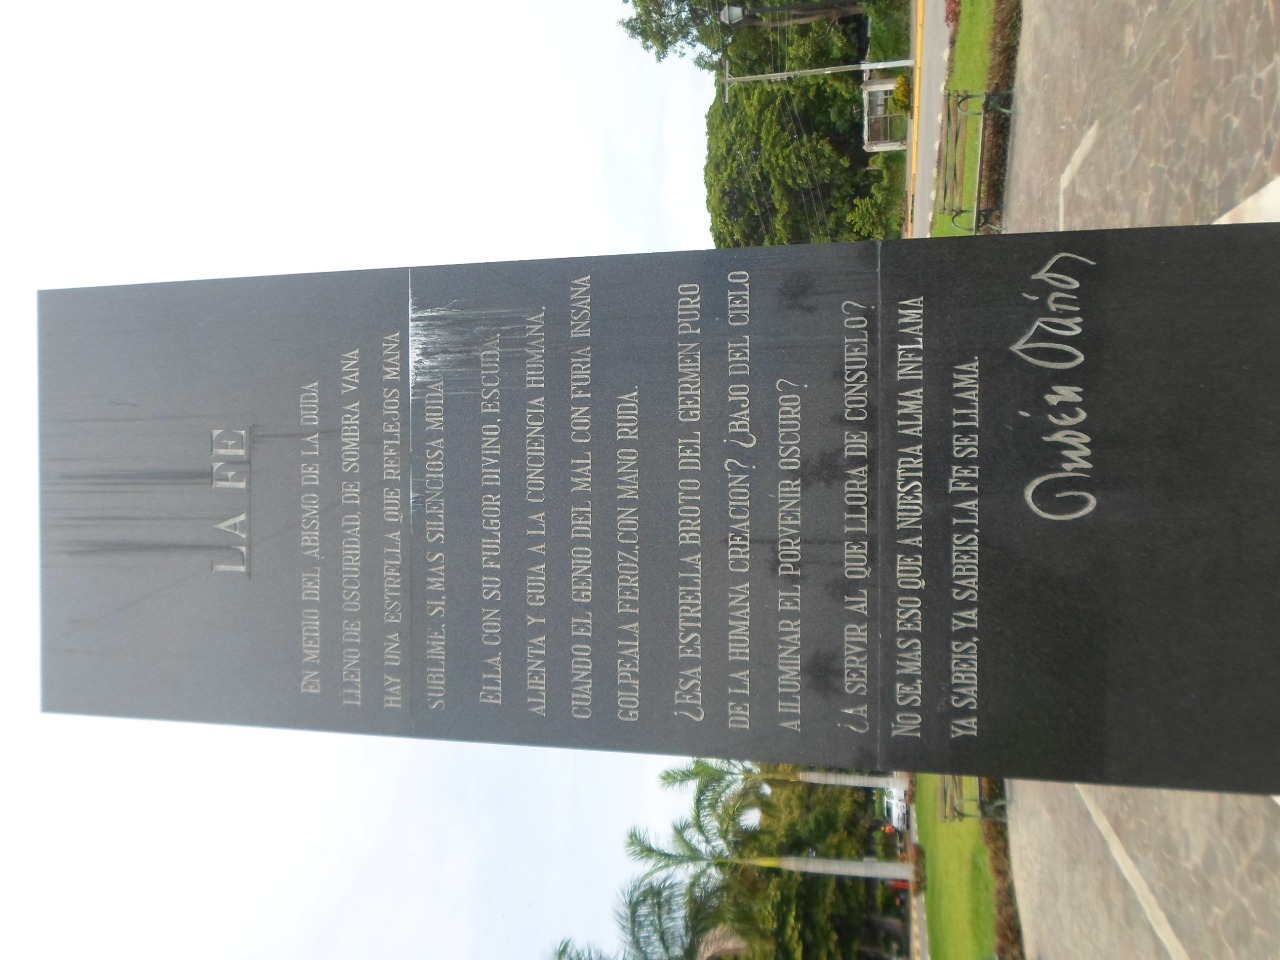 LA FE
EN MEDIO DEL ABISMO DE LA DUDA
LLENO DE OSCURIDAD, DE SOMBRA VANA
HAY UNA ESTRELLA QUE REFLEJOS MANA
SUBLIME, SI, MAS SILENCIOSA, MUDA.
ELLA, CON SU FULGOR DIVINO, ESCUDA,
ALIENTA Y GUIA A LA CONCIENCIA HUMANA,
CUANDO EL GENIO DEL MAL CON FURIA INSANA
GOLPEALA FEROZ, CON MANO RUDA.
¿ESA ESTRELLA BROTO DEL GERMEN PURO
DE LA HUMANA CREACION? ¿BAJO DEL CIELO
A ILUMINAR EL PORVENIR OSCURO?
¿A SERVIR AL QUE LLORA DE CONSUELO?
NO SE, MAS ESO QUE A NUESTRA ALMA INFLAMA
YA SABEIS, YA SABEIS, LA FE SE LLAMA.
Rubén Darío